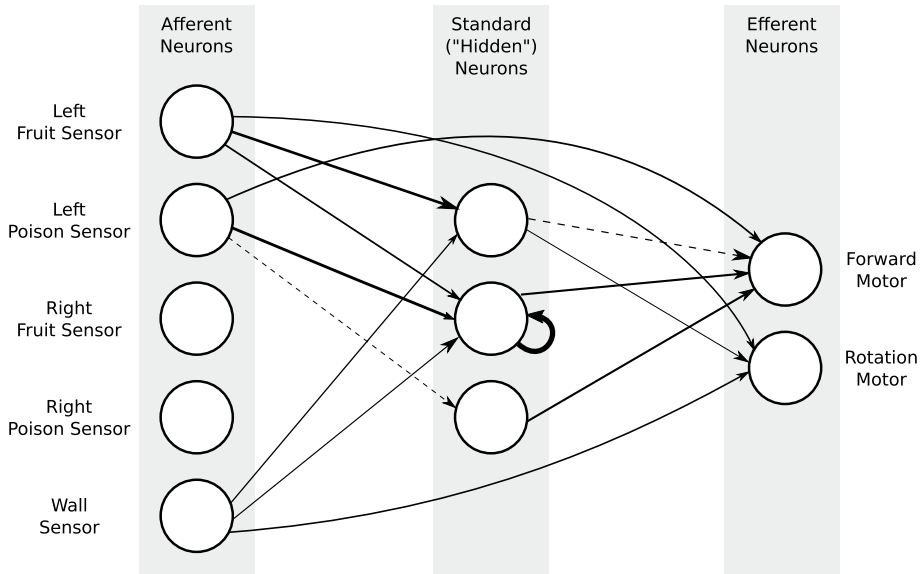 Afferent
Neurons
Standard
("Hidden")
Neurons
Efferent
Neurons
Left
Fruit Sensor
Left
Poison Sensor
Right
Fruit Sensor
Right
Poison Sensor
Wall
Sensor
Forward
Motor
Rotation
Motor